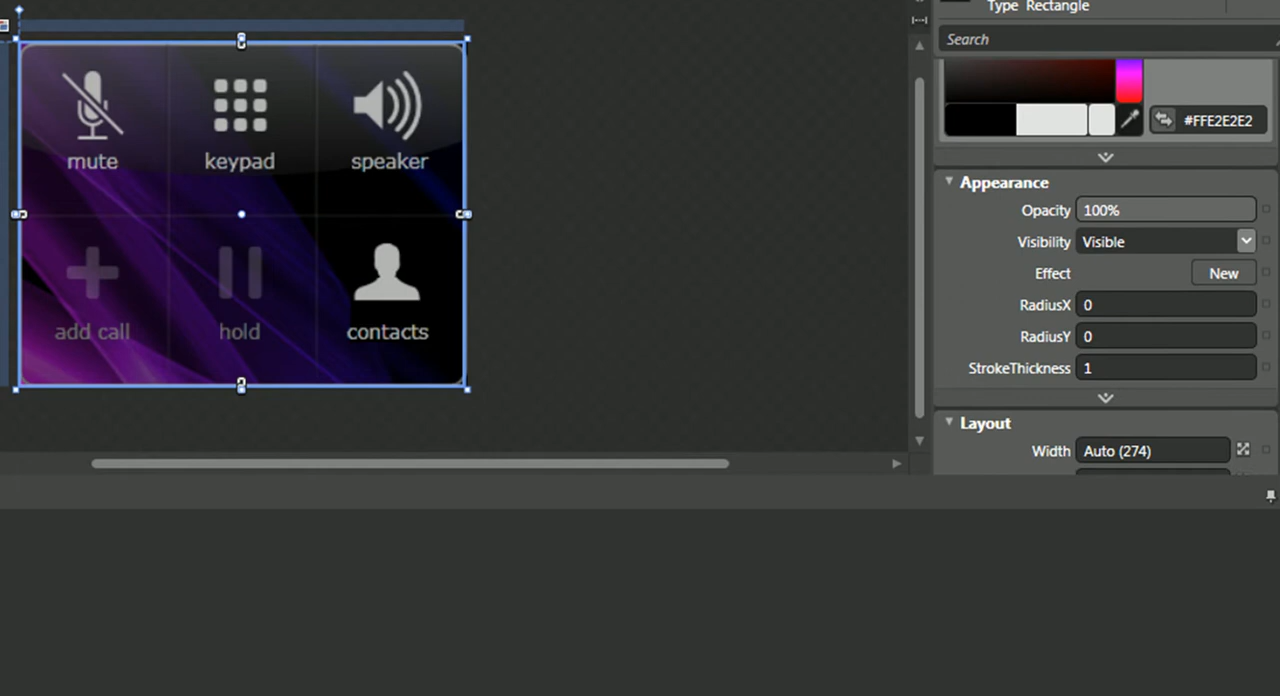 Type Rectangle
Search
#FFE2E2E2
mute keypad speaker
add call hold contacts
Appearance
Opacity 100%
Visibility Visible
Effect New
RadiusX 0
RadiusY 0
StrokeThickness 1
Layout
Width Auto (274)